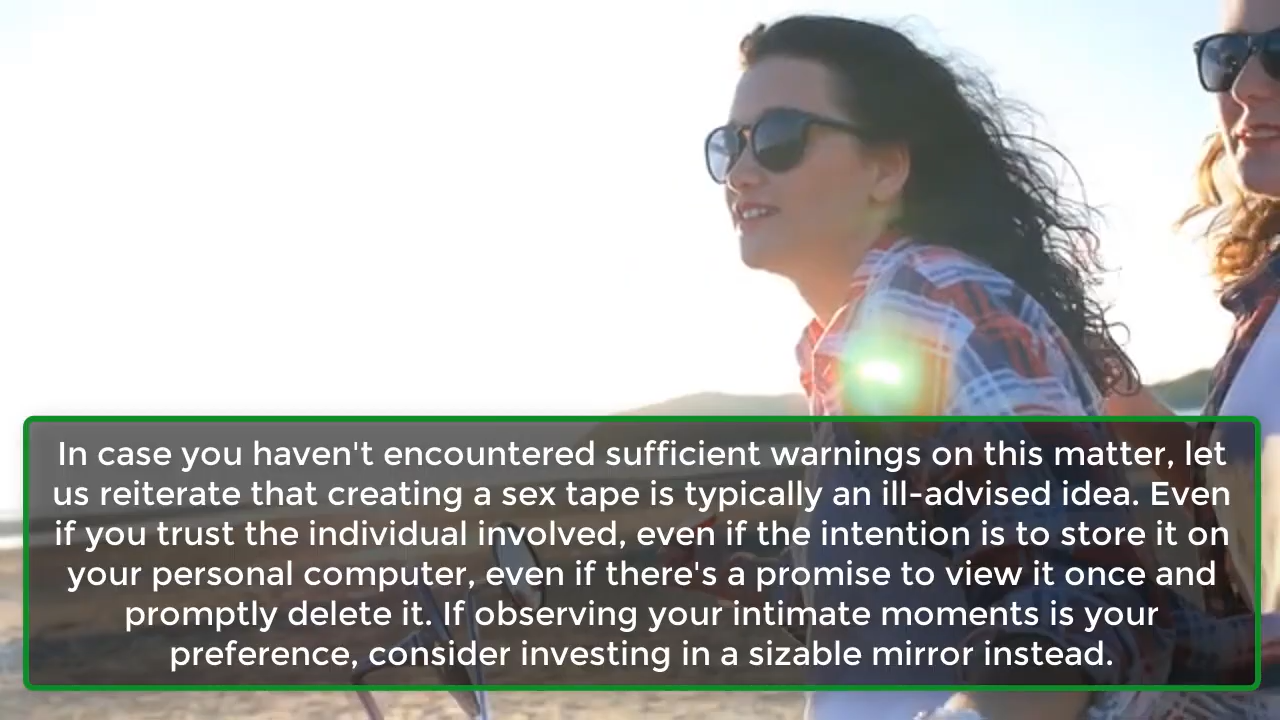 In case you haven't encountered sufficient warnings on this matter, let
us reiterate that creating a sex tape is typically an ill-advised idea. Even
if you trust the individual involved, even if the intention is to store it on
your personal computer, even if there's a promise to view it once and
promptly delete it. If observing your intimate moments is your
preference, consider investing in a sizable mirror instead.